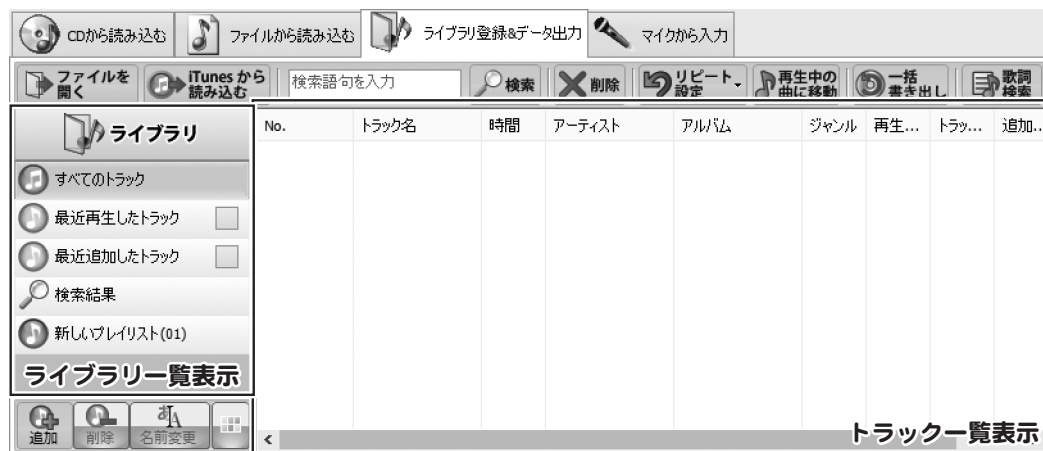 CDから読み込む ファイルから読み込む ライブラリ登録&データ出力 マイクから入力
ファイルを開く iTunes から読み込む 検索語句を入力 検索 削除 リピート設定 再生中の曲に移動 一括書き出し 歌詞検索
ライブラリ
すべてのトラック
最近再生したトラック
最近追加したトラック
検索結果
新しいプレイリスト(01)
ライブラリ一覧表示
追加 削除 名前変更
No. トラック名 時間 アーティスト アルバム ジャンル 再生... トラッ... 追加..
トラック一覧表示